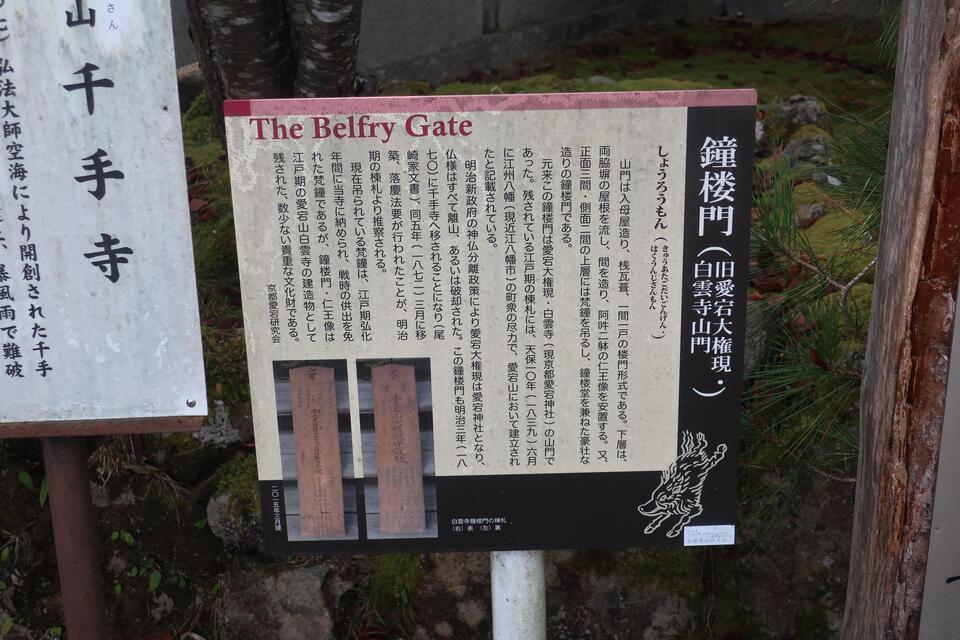 The Belfry Gate
鐘楼門（旧愛宕大権現・
白雲寺山門）
しょうろうもん（きゅうあたごだいごんげん・
はくうんじさんもん）
山門は入母屋造り、桟瓦葺、一間一戸の楼門形式である。下層は、
両脇塀の屋根を流し、間を造り、阿吽二躰の仁王像を安置する。又、
正面三間・側面二間の上層には梵鐘を吊るし、鐘楼堂を兼ねた豪壮な
造りの鐘楼門である。
元来この鐘楼門は愛宕大権現・白雲寺（現京都愛宕神社）の山門で
あった。残されている江戸期の棟札には、天保一〇年（一八三九）六月
に江州八幡（現近江八幡市）の町衆の尽力で、愛宕山において建立され
たと記載されている。
明治新政府の神仏分離政策により愛宕大権現は愛宕神社となり、
仏様はすべて離山、あるいは破却された。この鐘楼門も明治三年（一八
七〇）に千手寺へ移されることになり（尾
崎家文書）、同五年（一八七二）三月に移
築、落慶法要が行われたことが、明治
期の棟札より推察される。
現在吊られている梵鐘は、江戸期弘化
年間に当寺に納められ、戦時の供出を免
れた梵鐘であるが、鐘楼門・仁王像は
江戸期の愛宕山白雲寺の建造物として
残された、数少ない貴重な文化財である。
京都愛宕研究会
白雲寺鐘楼門の棟札
（右）表　（左）裏
二〇一五年三月建
さん
山千手寺
弘法大師空海により開創された千手
暴風雨で難破